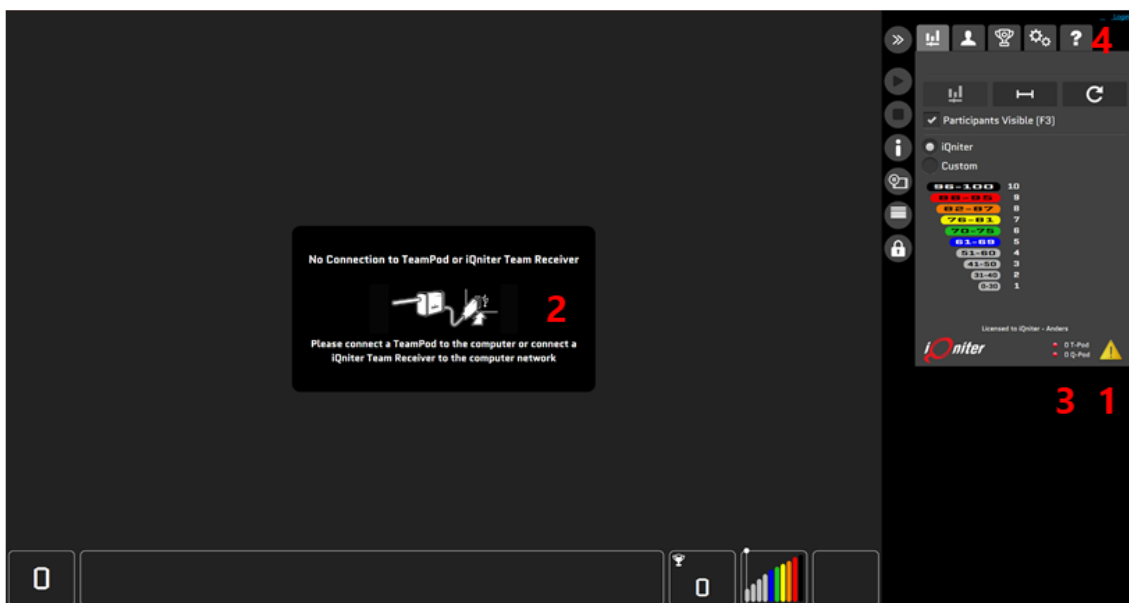 Login
4
Participants Visible (F3)
iQniter
Custom
96-100 10
88-95 9
82-87 8
76-81 7
70-75 6
61-69 5
51-60 4
41-50 3
31-40 2
0-30 1
No Connection to TeamPod or iQniter Team Receiver
2
Please connect a TeamPod to the computer or connect a
iQniter Team Receiver to the computer network
Licensed to iQniter - Anders
iQniter
0 T-Pod
0 Q-Pod
3 1
0
0